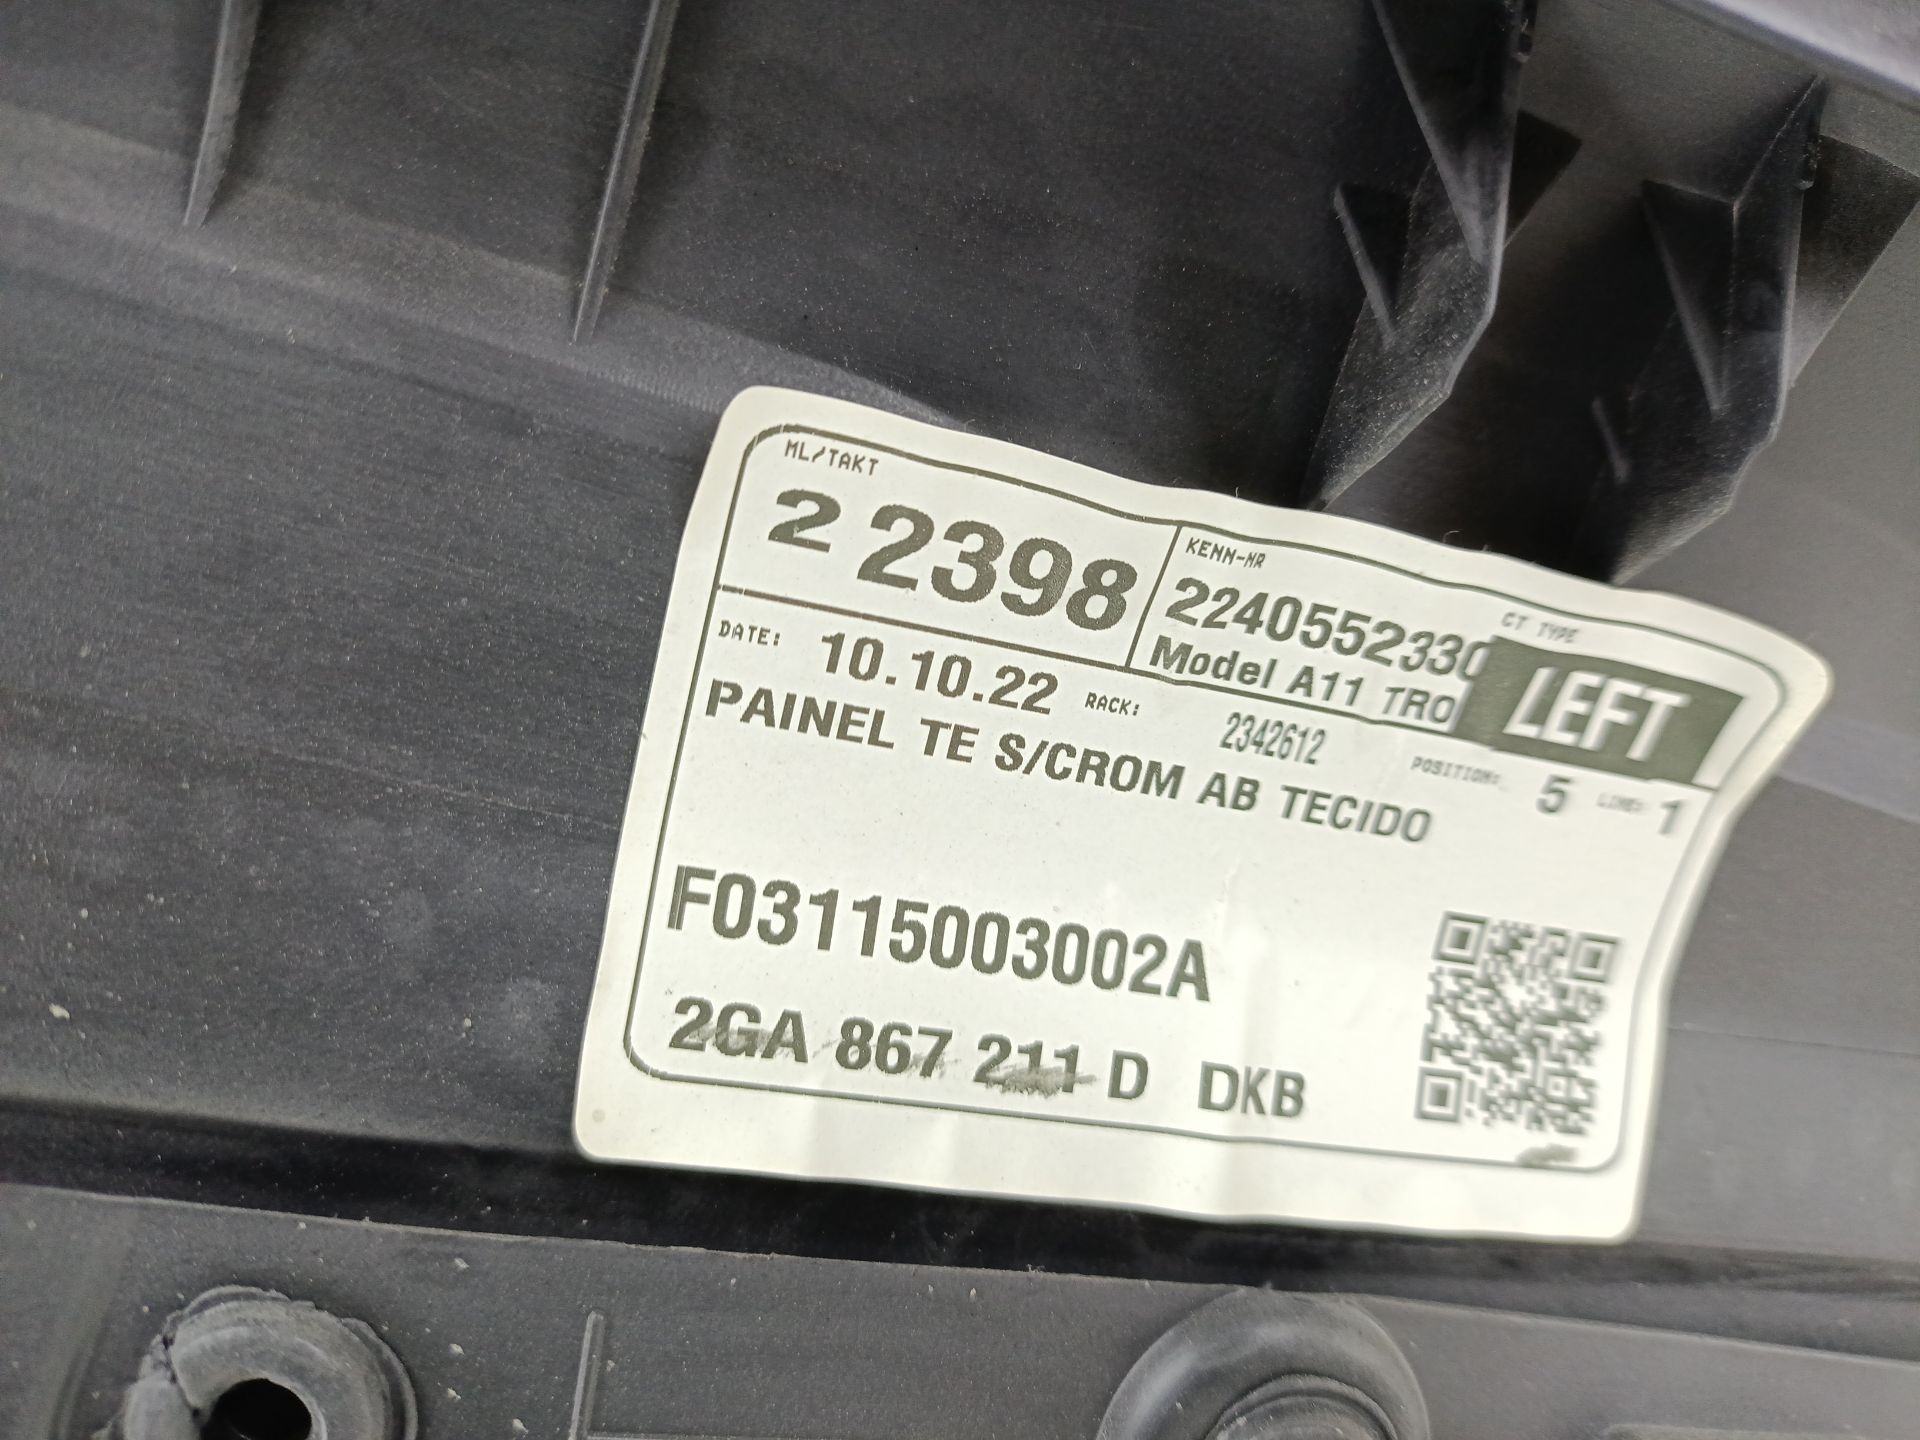 ML/TAKT
2 2398
KENN-NR
2240552330
CT TYPE
Model A11 TRO
LEFT
DATE: 10.10.22 RACK: 2342612 POSITION: 5 LINE: 1
PAINEL TE S/CROM AB TECIDO
F03115003002A
2GA 867 211 D DKB